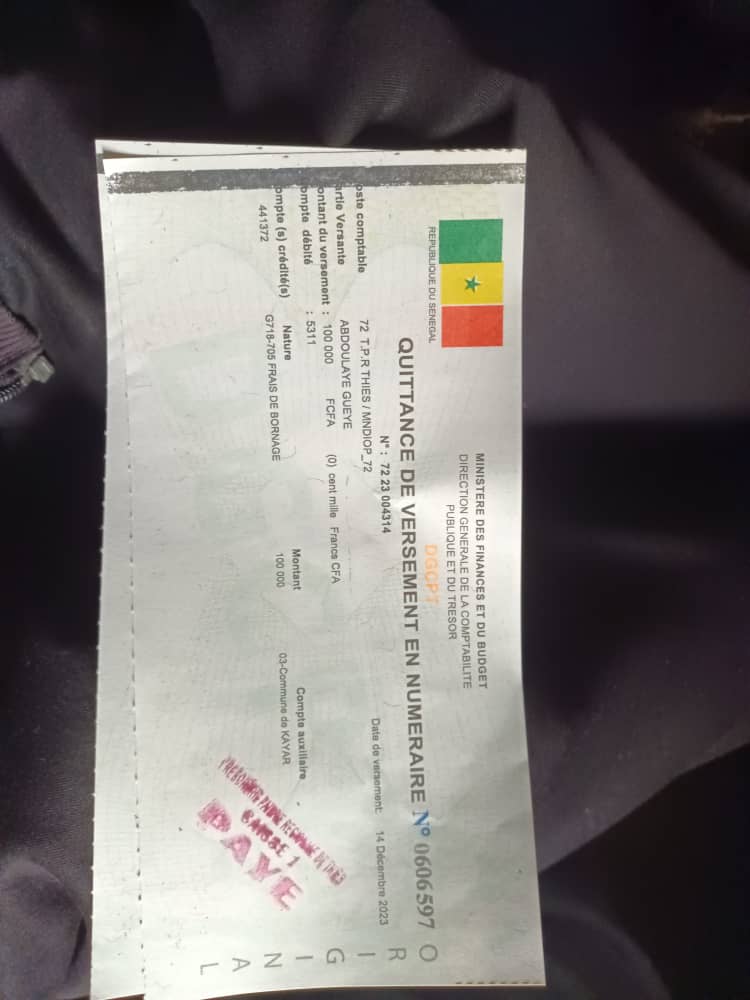 REPUBLIQUE DU SENEGAL
MINISTERE DES FINANCES ET DU BUDGET
DIRECTION GENERALE DE LA COMPTABILITE
PUBLIQUE ET DU TRESOR
DGCPT
QUITTANCE DE VERSEMENT EN NUMERAIRE Nº 0606597
N° : 72 23 004314
Date de versement: 14 Décembre 2023
oste comptable 72 T.P.R THIES / MNDIOP_72
artie Versante ABDOULAYE GUEYE
ontant du versement : 100 000 FCFA (0) cent mille Francs CFA
ompte débité : 5311
ompte (s) crédité(s) Nature Montant Compte auxiliaire
441372 G718-705 FRAIS DE BORNAGE 100 000 03-Commune de KAYAR
CAISSE 1
PAYE
ORIGINAL